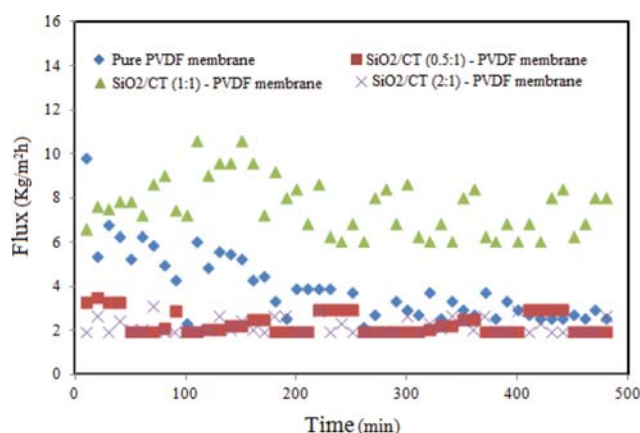 16
14
12
10
8
6
4
2
0
Flux (Kg/m²h)
Pure PVDF membrane
SiO2/CT (0.5:1) - PVDF membrane
SiO2/CT (1:1) - PVDF membrane
SiO2/CT (2:1) - PVDF membrane
0 100 200 300 400 500
Time (min)